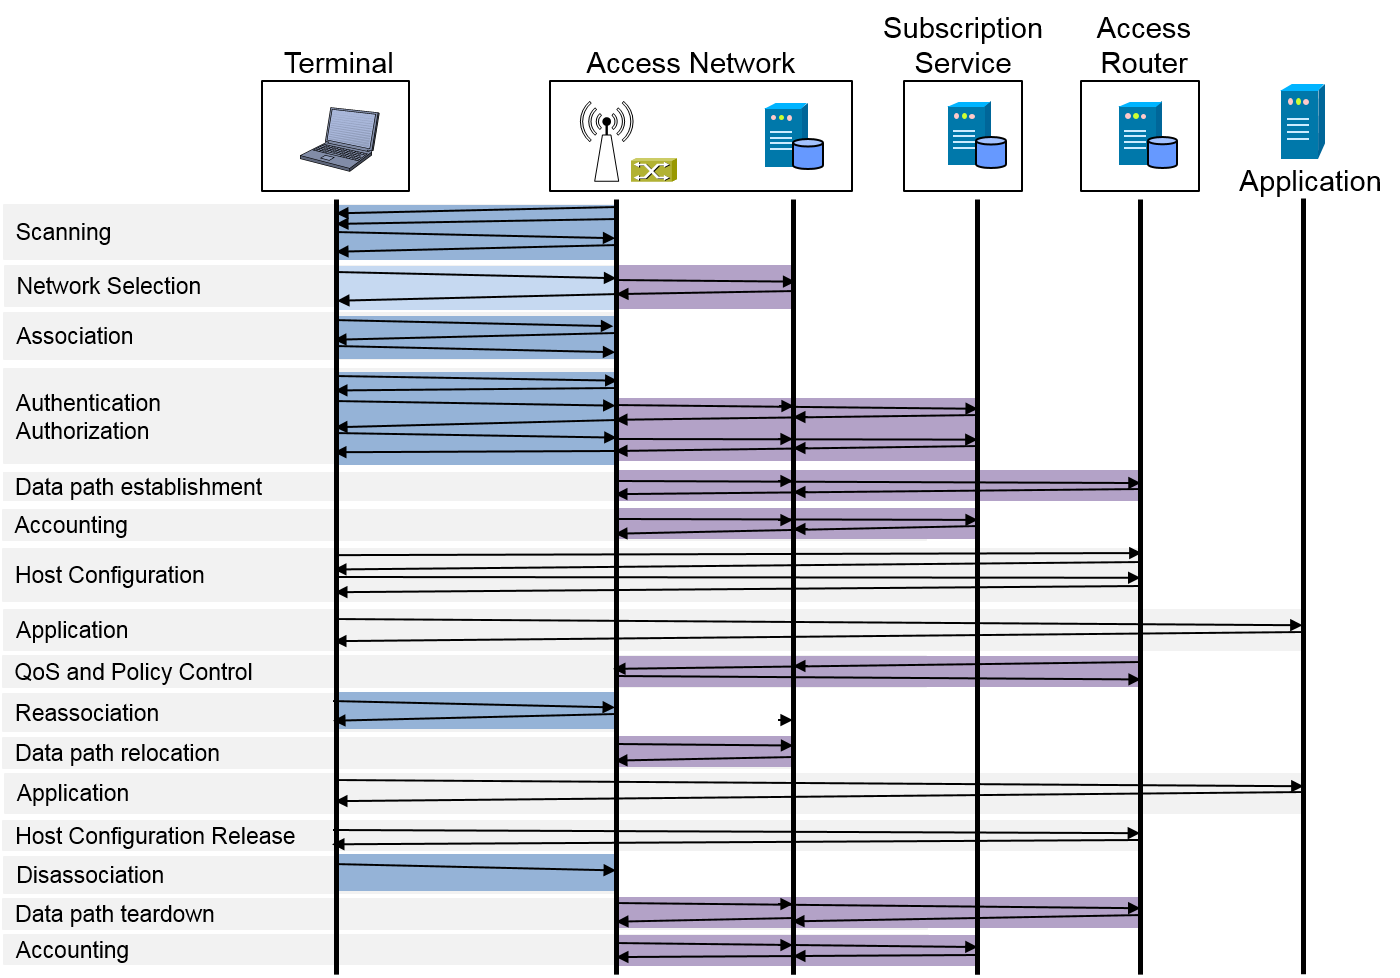 Subscription
Service
Access
Router
Terminal
Access Network
Application
Scanning
Network Selection
Association
Authentication
Authorization
Data path establishment
Accounting
Host Configuration
Application
QoS and Policy Control
Reassociation
Data path relocation
Application
Host Configuration Release
Disassociation
Data path teardown
Accounting